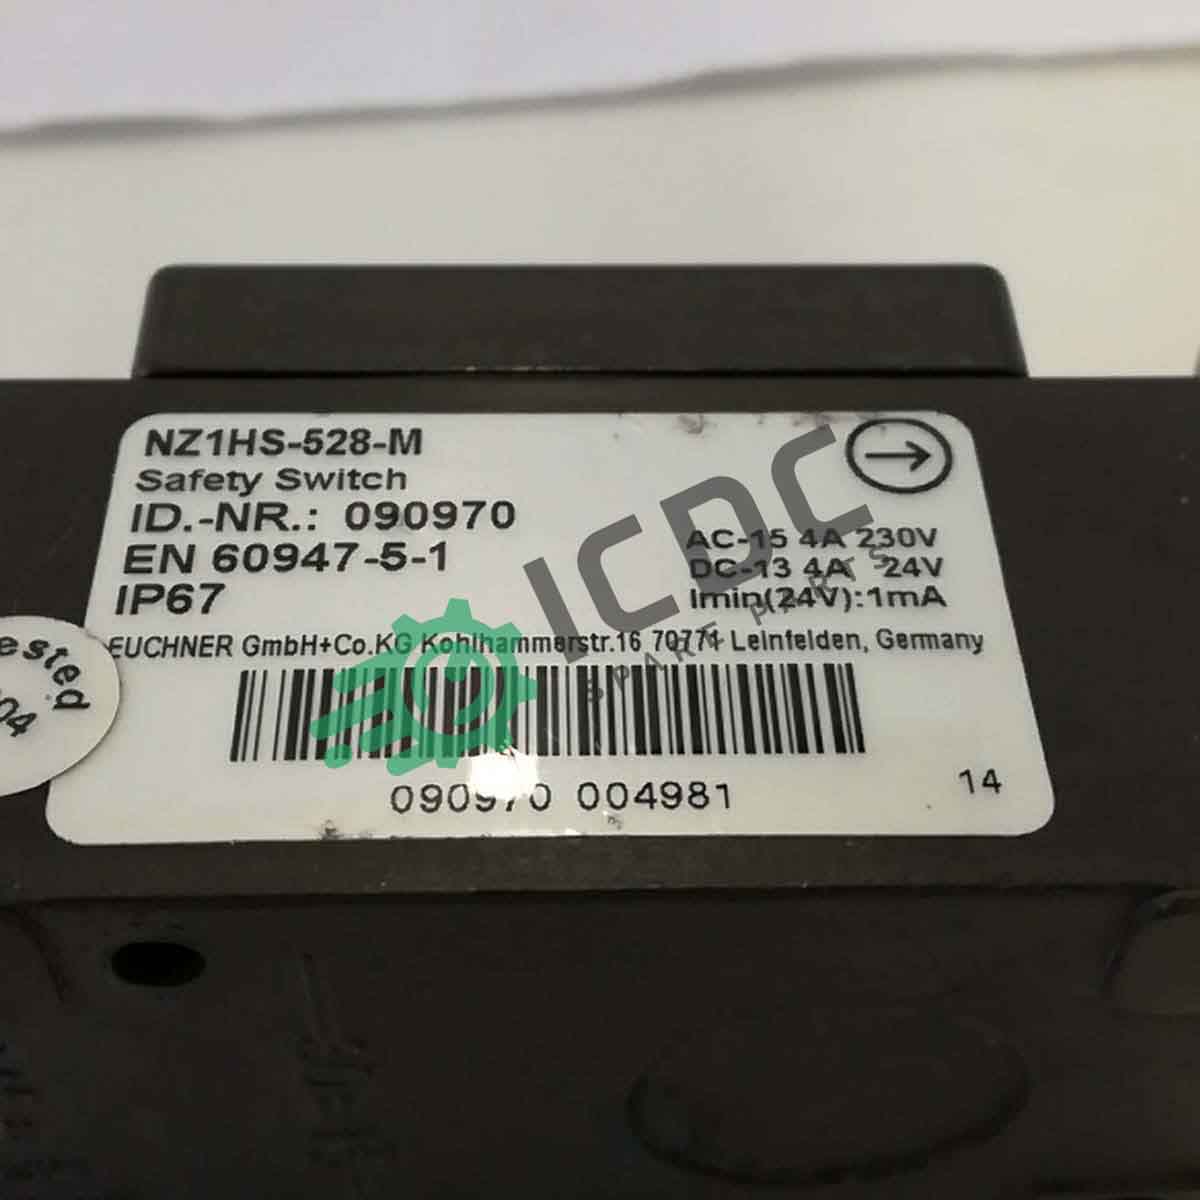 NZ1HS-528-M
Safety Switch
ID.-NR.: 090970
EN 60947-5-1
IP67
AC-15 4A 230V
DC-13 4A 24V
Imin(24V):1mA
EUCHNER GmbH+Co.KG Kohlhammerstr.16 70771 Leinfelden, Germany
090970 004981
14
ested
04
ICDC
SPARE PARTS